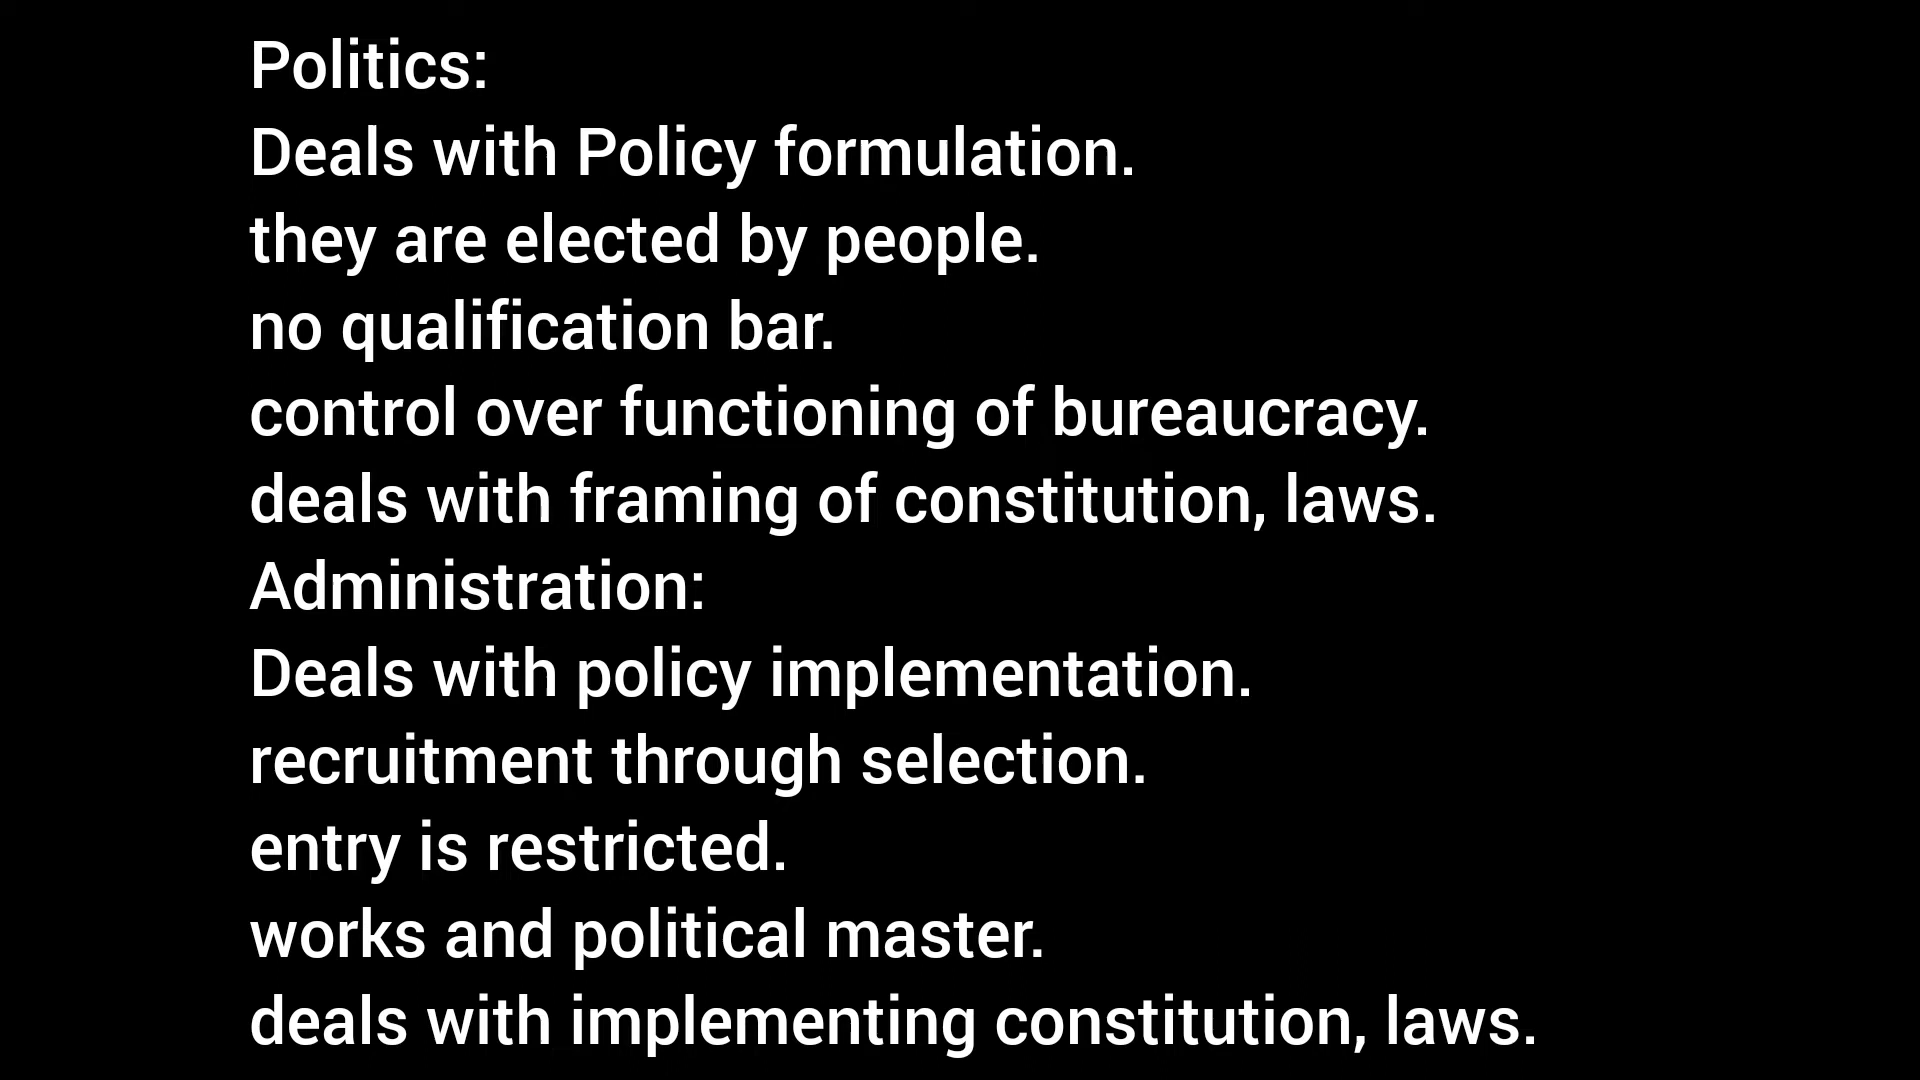 Politics:
Deals with Policy formulation.
they are elected by people.
no qualification bar.
control over functioning of bureaucracy.
deals with framing of constitution, laws.
Administration:
Deals with policy implementation.
recruitment through selection.
entry is restricted.
works and political master.
deals with implementing constitution, laws.